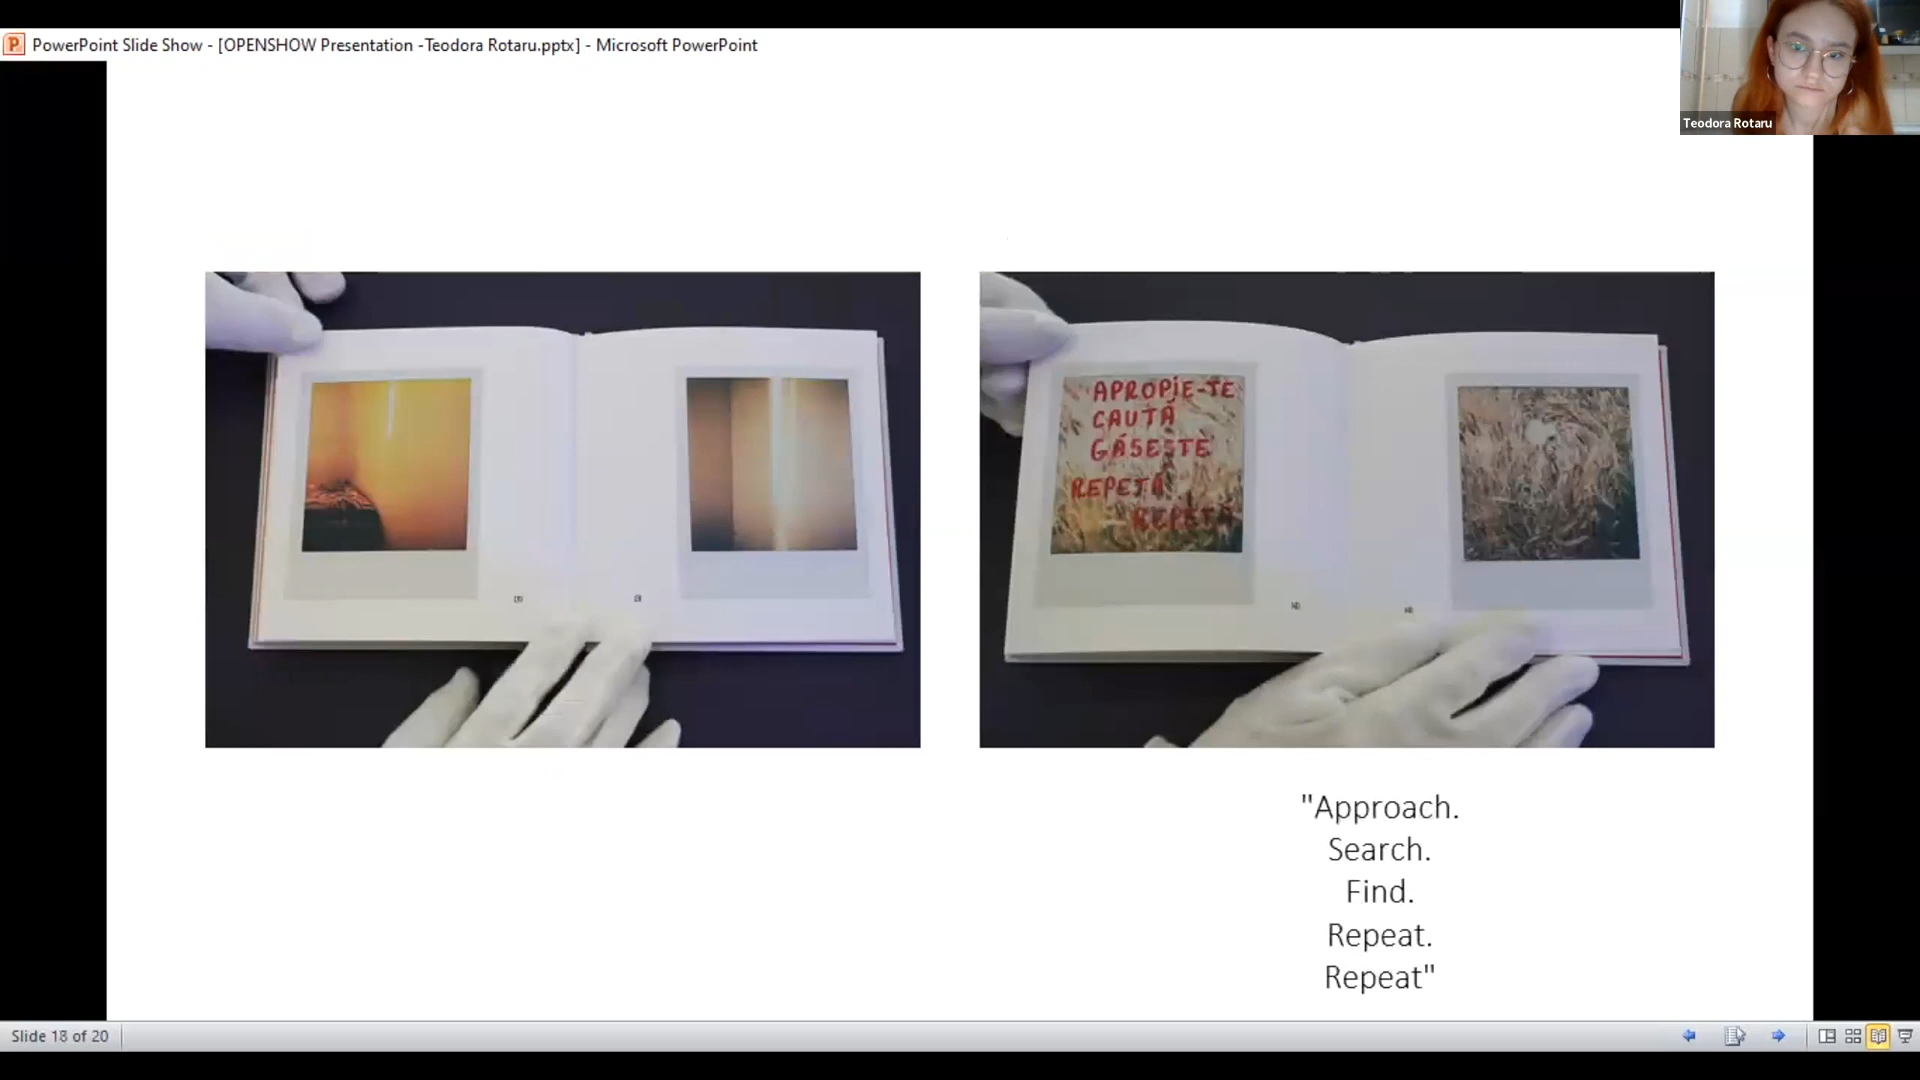 PowerPoint Slide Show - [OPENSHOW Presentation -Teodora Rotaru.pptx] - Microsoft PowerPoint
Teodora Rotaru
APROPIE-TE
CAUTĂ
GĂSEȘTE
REPETĂ
REPETĂ
"Approach.
Search.
Find.
Repeat.
Repeat"
Slide 18 of 20